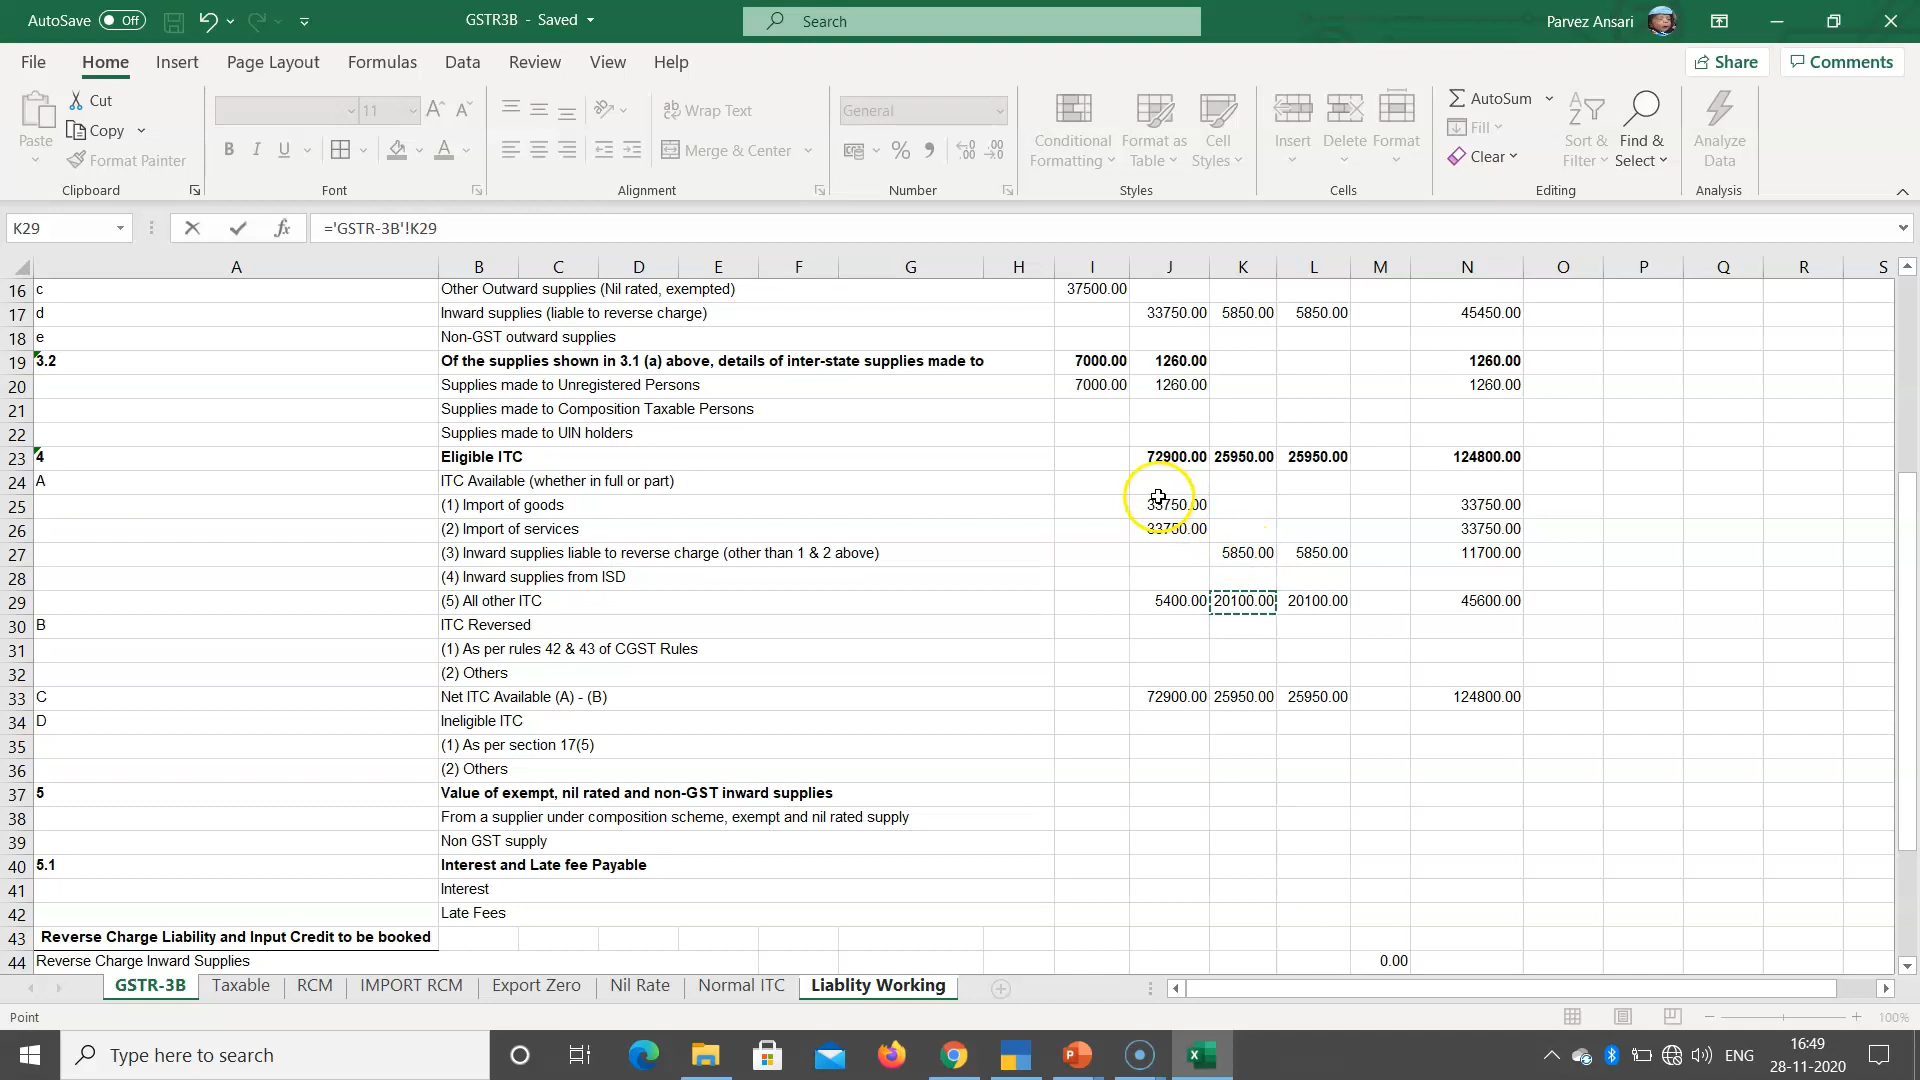 AutoSave Off GSTR3B - Saved Search Parvez Ansari
File Home Insert Page Layout Formulas Data Review View Help Share Comments
Paste Cut Copy Format Painter Clipboard
11 Font
Wrap Text Merge & Center Alignment
General Number
Conditional Formatting Format as Table Cell Styles Styles
Insert Delete Format Cells
AutoSum Fill Clear Sort & Filter Find & Select Editing
Analyze Data Analysis
K29 fx ='GSTR-3B'!K29
A B C D E F G H I J K L M N O P Q R S
16 c Other Outward supplies (Nil rated, exempted) 37500.00
17 d Inward supplies (liable to reverse charge) 33750.00 5850.00 5850.00 45450.00
18 e Non-GST outward supplies
19 3.2 Of the supplies shown in 3.1 (a) above, details of inter-state supplies made to 7000.00 1260.00 1260.00
20 Supplies made to Unregistered Persons 7000.00 1260.00 1260.00
21 Supplies made to Composition Taxable Persons
22 Supplies made to UIN holders
23 4 Eligible ITC 72900.00 25950.00 25950.00 124800.00
24 A ITC Available (whether in full or part)
25 (1) Import of goods 33750.00 33750.00
26 (2) Import of services 33750.00 33750.00
27 (3) Inward supplies liable to reverse charge (other than 1 & 2 above) 5850.00 5850.00 11700.00
28 (4) Inward supplies from ISD
29 (5) All other ITC 5400.00 20100.00 20100.00 45600.00
30 B ITC Reversed
31 (1) As per rules 42 & 43 of CGST Rules
32 (2) Others
33 C Net ITC Available (A) - (B) 72900.00 25950.00 25950.00 124800.00
34 D Ineligible ITC
35 (1) As per section 17(5)
36 (2) Others
37 5 Value of exempt, nil rated and non-GST inward supplies
38 From a supplier under composition scheme, exempt and nil rated supply
39 Non GST supply
40 5.1 Interest and Late fee Payable
41 Interest
42 Late Fees
43 Reverse Charge Liability and Input Credit to be booked
44 Reverse Charge Inward Supplies 0.00
GSTR-3B Taxable RCM IMPORT RCM Export Zero Nil Rate Normal ITC Liablity Working
Point 100%
Type here to search ENG 16:49
28-11-2020